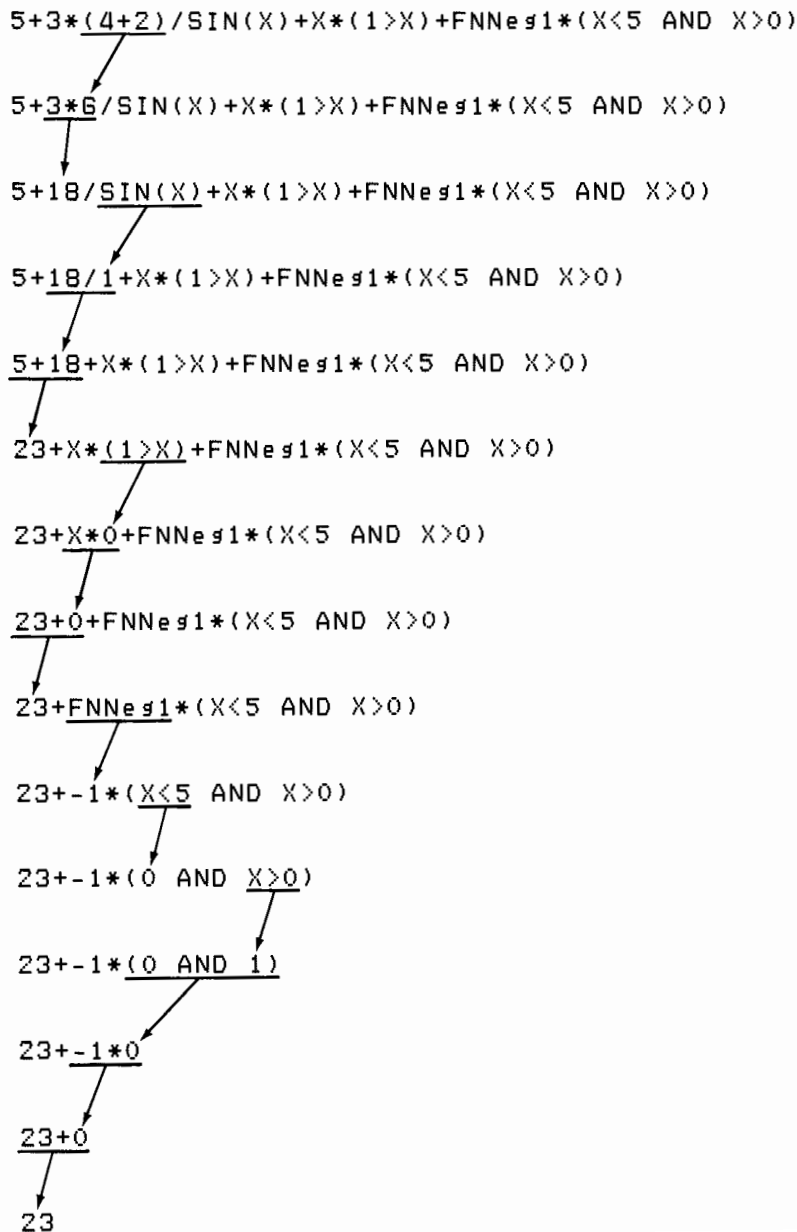 5+3*(4+2)/SIN(X)+X*(1>X)+FNNeg1*(X<5 AND X>0)
5+3*6/SIN(X)+X*(1>X)+FNNeg1*(X<5 AND X>0)
5+18/SIN(X)+X*(1>X)+FNNeg1*(X<5 AND X>0)
5+18/1+X*(1>X)+FNNeg1*(X<5 AND X>0)
5+18+X*(1>X)+FNNeg1*(X<5 AND X>0)
23+X*(1>X)+FNNeg1*(X<5 AND X>0)
23+X*0+FNNeg1*(X<5 AND X>0)
23+0+FNNeg1*(X<5 AND X>0)
23+FNNeg1*(X<5 AND X>0)
23+-1*(X<5 AND X>0)
23+-1*(0 AND X>0)
23+-1*(0 AND 1)
23+-1*0
23+0
23